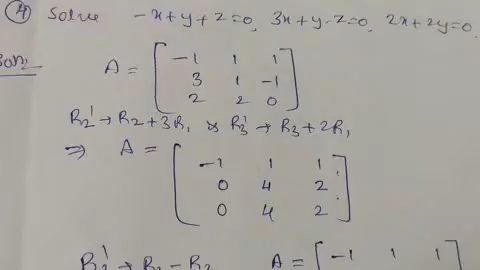 ④ Solve -x+y+z=0, 3x+y-z=0, 2x+2y=0.
Soln: A = [ -1 1 1
3 1 -1
2 2 0 ]
R₂' → R₂+3R₁ & R₃' → R₃+2R₁
⇒ A = [ -1 1 1
0 4 2
0 4 2 ]
R₃' → R₃-R₂ A = [ -1 1 1